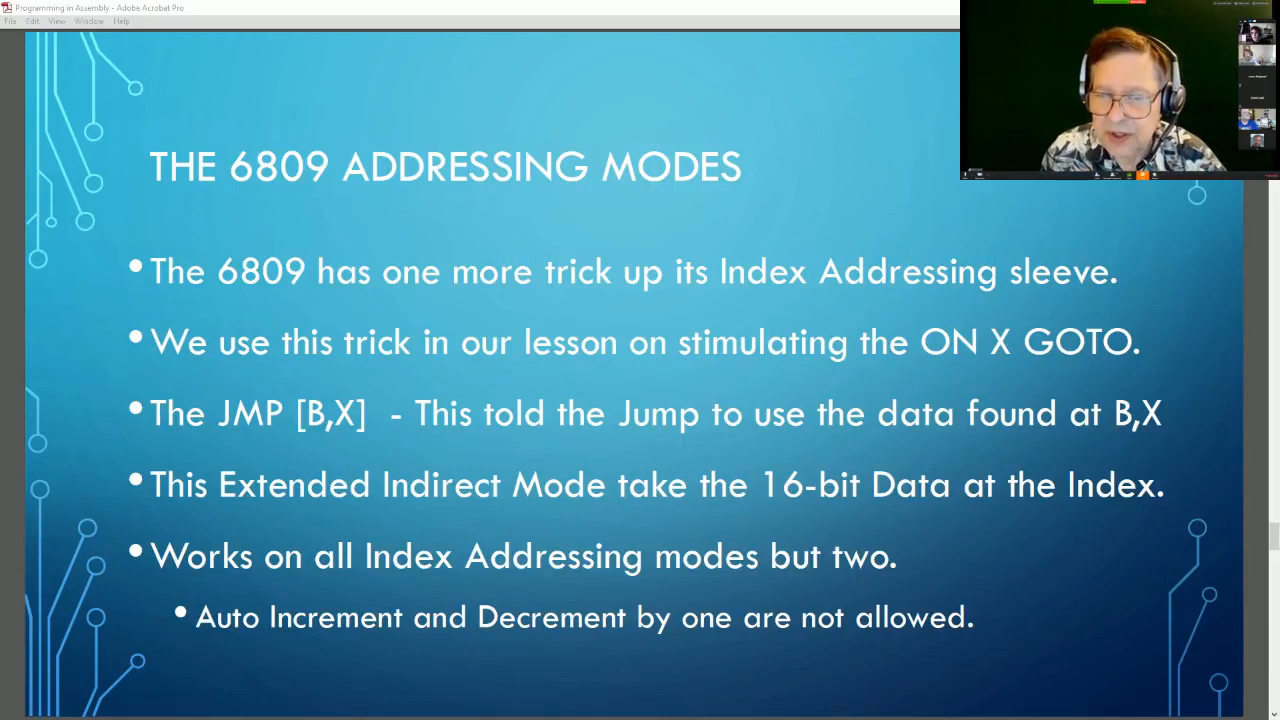 Programming in Assembly - Adobe Acrobat Pro
File Edit View Window Help
THE 6809 ADDRESSING MODES
• The 6809 has one more trick up its Index Addressing sleeve.
• We use this trick in our lesson on stimulating the ON X GOTO.
• The JMP [B,X] - This told the Jump to use the data found at B,X
• This Extended Indirect Mode take the 16-bit Data at the Index.
• Works on all Index Addressing modes but two.
• Auto Increment and Decrement by one are not allowed.